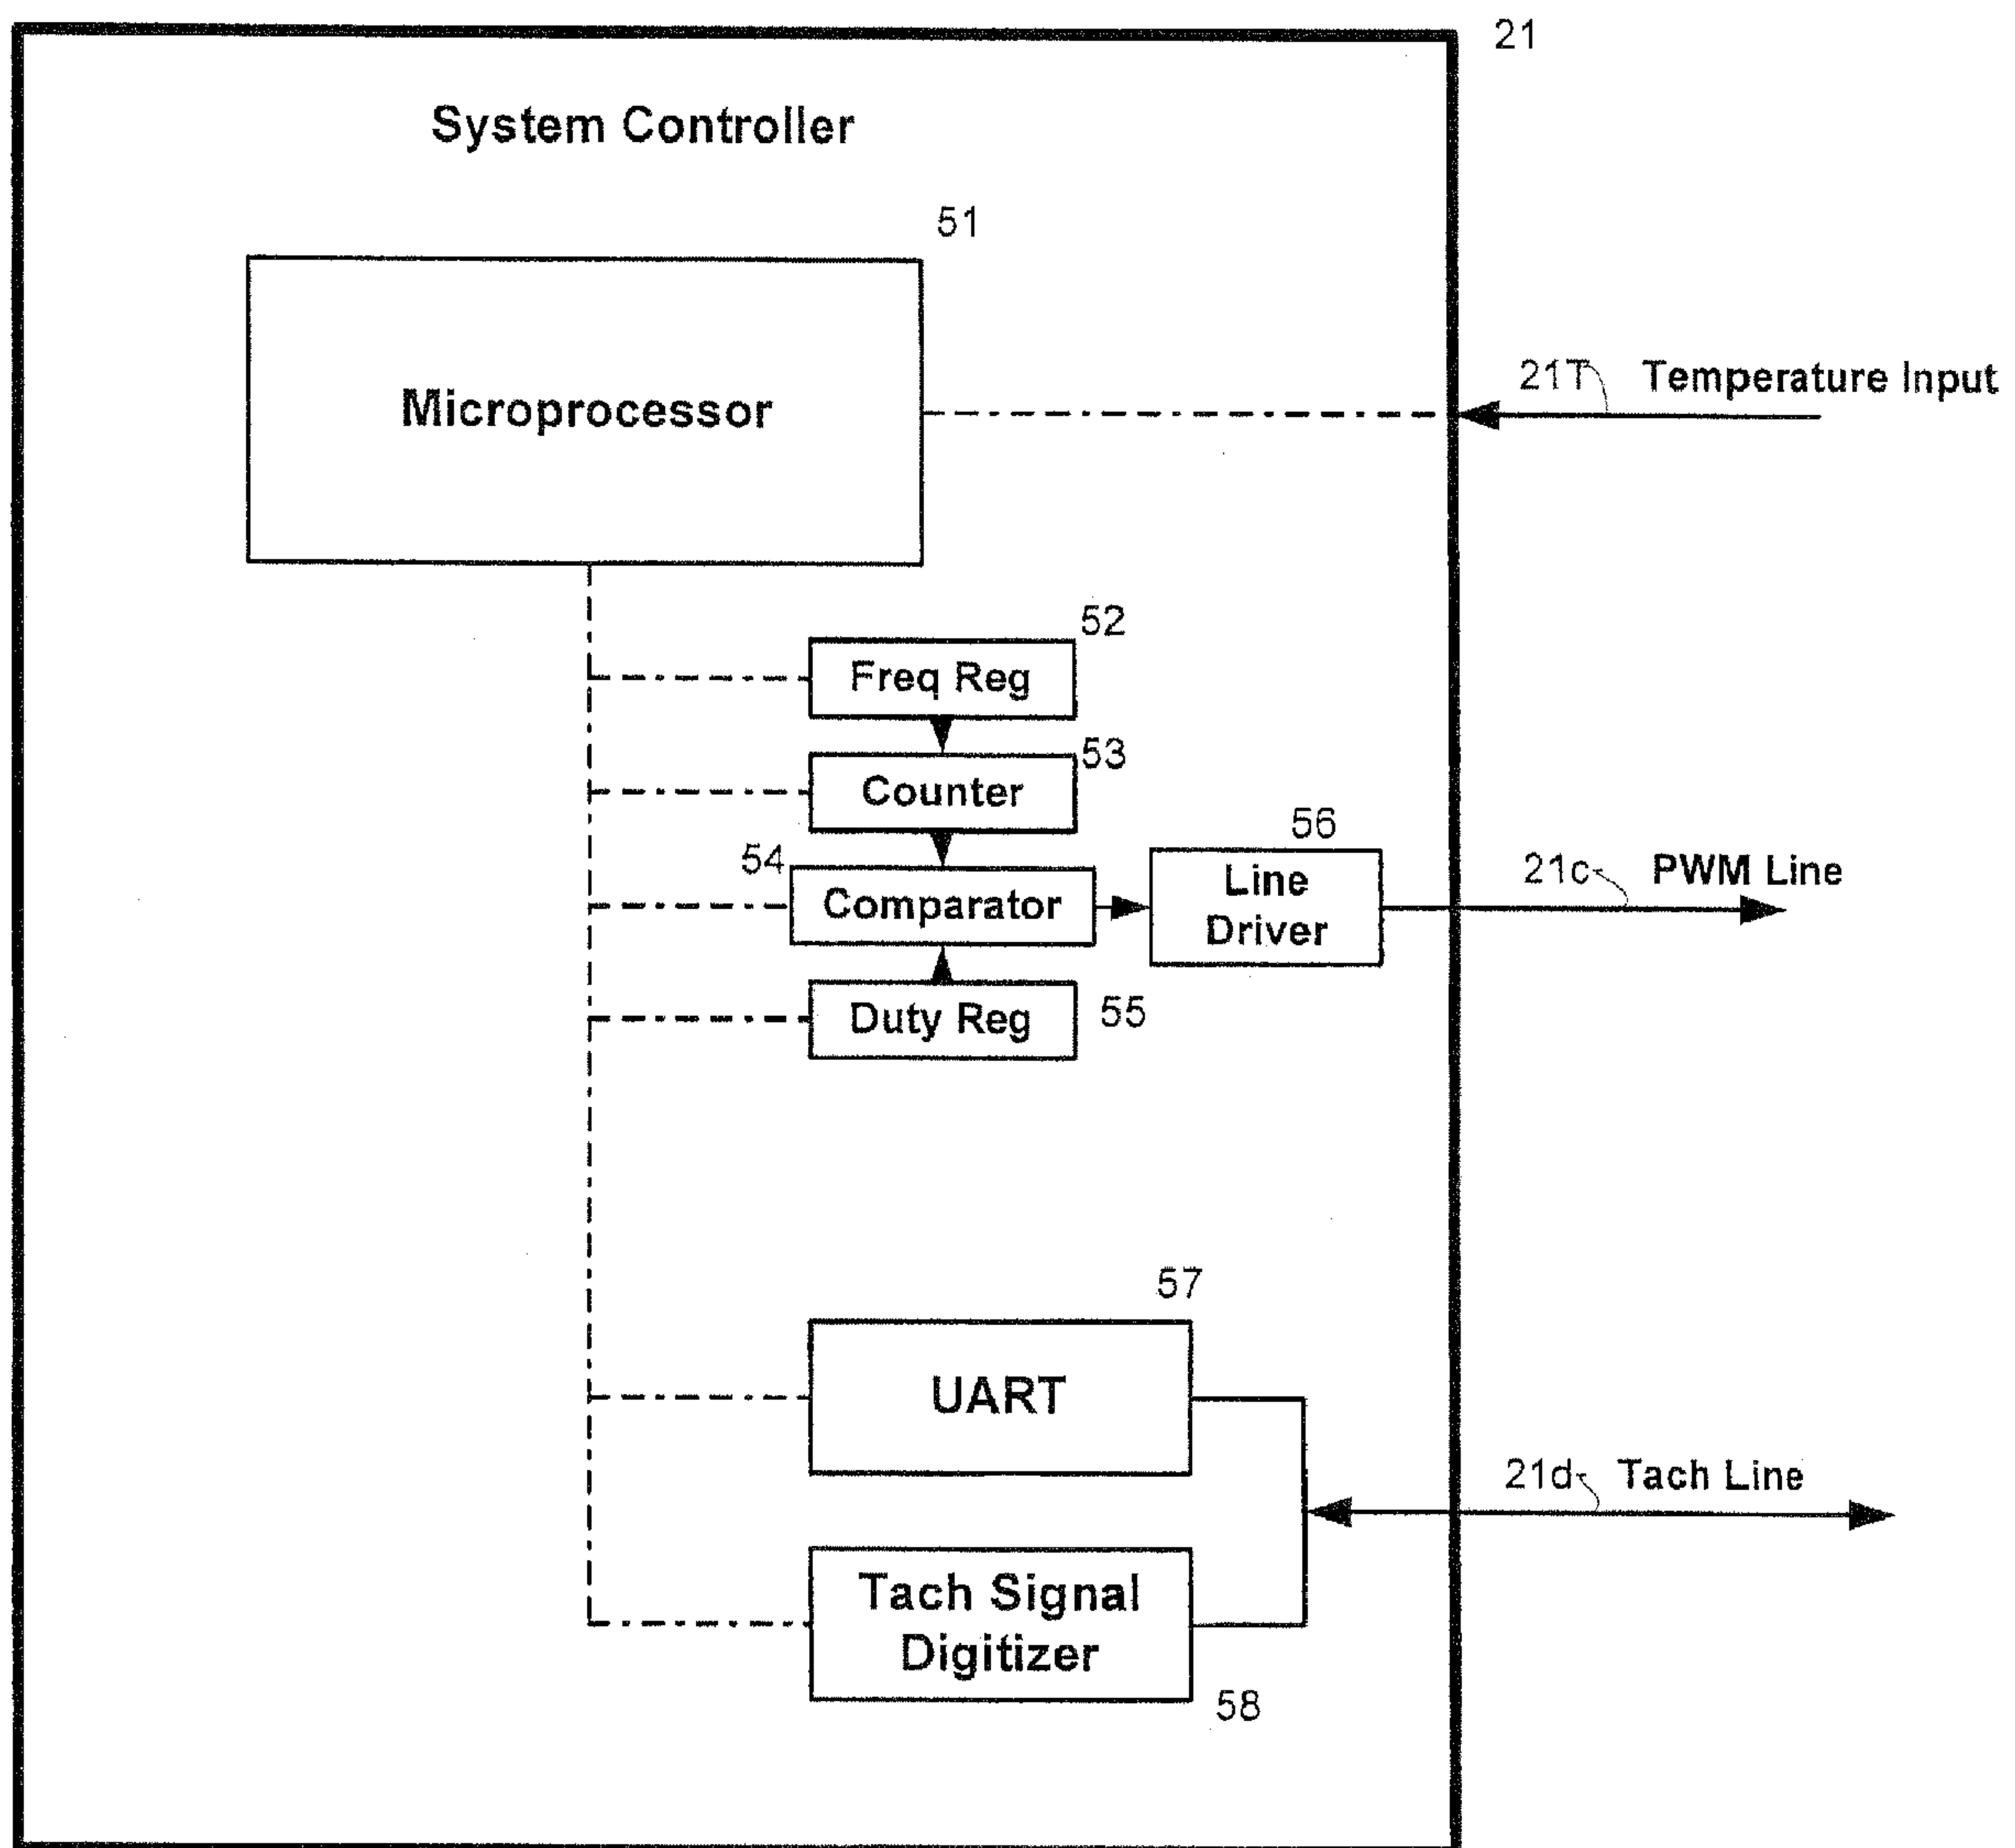 21
System Controller
51
Microprocessor
21T Temperature Input
52
Freq Reg
53
Counter
54
Comparator
56
Line
Driver
21c PWM Line
Duty Reg
55
57
UART
21d Tach Line
Tach Signal
Digitizer
58